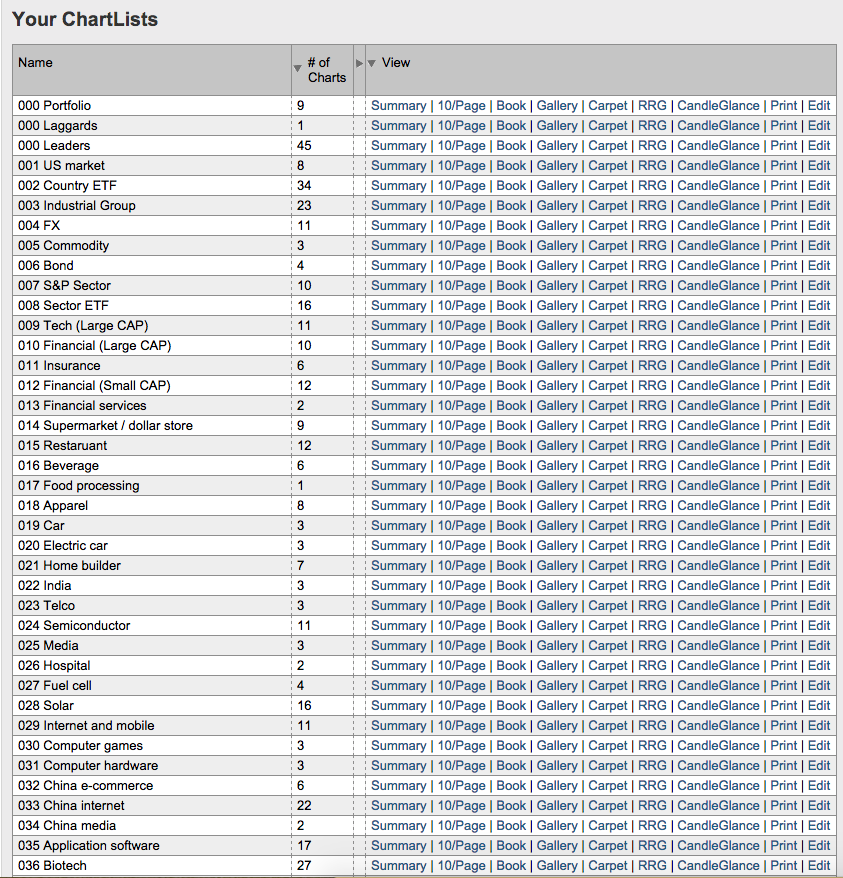 Your ChartLists
Name # of Charts View
000 Portfolio 9 Summary | 10/Page | Book | Gallery | Carpet | RRG | CandleGlance | Print | Edit
000 Laggards 1 Summary | 10/Page | Book | Gallery | Carpet | RRG | CandleGlance | Print | Edit
000 Leaders 45 Summary | 10/Page | Book | Gallery | Carpet | RRG | CandleGlance | Print | Edit
001 US market 8 Summary | 10/Page | Book | Gallery | Carpet | RRG | CandleGlance | Print | Edit
002 Country ETF 34 Summary | 10/Page | Book | Gallery | Carpet | RRG | CandleGlance | Print | Edit
003 Industrial Group 23 Summary | 10/Page | Book | Gallery | Carpet | RRG | CandleGlance | Print | Edit
004 FX 11 Summary | 10/Page | Book | Gallery | Carpet | RRG | CandleGlance | Print | Edit
005 Commodity 3 Summary | 10/Page | Book | Gallery | Carpet | RRG | CandleGlance | Print | Edit
006 Bond 4 Summary | 10/Page | Book | Gallery | Carpet | RRG | CandleGlance | Print | Edit
007 S&P Sector 10 Summary | 10/Page | Book | Gallery | Carpet | RRG | CandleGlance | Print | Edit
008 Sector ETF 16 Summary | 10/Page | Book | Gallery | Carpet | RRG | CandleGlance | Print | Edit
009 Tech (Large CAP) 11 Summary | 10/Page | Book | Gallery | Carpet | RRG | CandleGlance | Print | Edit
010 Financial (Large CAP) 10 Summary | 10/Page | Book | Gallery | Carpet | RRG | CandleGlance | Print | Edit
011 Insurance 6 Summary | 10/Page | Book | Gallery | Carpet | RRG | CandleGlance | Print | Edit
012 Financial (Small CAP) 12 Summary | 10/Page | Book | Gallery | Carpet | RRG | CandleGlance | Print | Edit
013 Financial services 2 Summary | 10/Page | Book | Gallery | Carpet | RRG | CandleGlance | Print | Edit
014 Supermarket / dollar store 9 Summary | 10/Page | Book | Gallery | Carpet | RRG | CandleGlance | Print | Edit
015 Restaruant 12 Summary | 10/Page | Book | Gallery | Carpet | RRG | CandleGlance | Print | Edit
016 Beverage 6 Summary | 10/Page | Book | Gallery | Carpet | RRG | CandleGlance | Print | Edit
017 Food processing 1 Summary | 10/Page | Book | Gallery | Carpet | RRG | CandleGlance | Print | Edit
018 Apparel 8 Summary | 10/Page | Book | Gallery | Carpet | RRG | CandleGlance | Print | Edit
019 Car 3 Summary | 10/Page | Book | Gallery | Carpet | RRG | CandleGlance | Print | Edit
020 Electric car 3 Summary | 10/Page | Book | Gallery | Carpet | RRG | CandleGlance | Print | Edit
021 Home builder 7 Summary | 10/Page | Book | Gallery | Carpet | RRG | CandleGlance | Print | Edit
022 India 3 Summary | 10/Page | Book | Gallery | Carpet | RRG | CandleGlance | Print | Edit
023 Telco 3 Summary | 10/Page | Book | Gallery | Carpet | RRG | CandleGlance | Print | Edit
024 Semiconductor 11 Summary | 10/Page | Book | Gallery | Carpet | RRG | CandleGlance | Print | Edit
025 Media 3 Summary | 10/Page | Book | Gallery | Carpet | RRG | CandleGlance | Print | Edit
026 Hospital 2 Summary | 10/Page | Book | Gallery | Carpet | RRG | CandleGlance | Print | Edit
027 Fuel cell 4 Summary | 10/Page | Book | Gallery | Carpet | RRG | CandleGlance | Print | Edit
028 Solar 16 Summary | 10/Page | Book | Gallery | Carpet | RRG | CandleGlance | Print | Edit
029 Internet and mobile 11 Summary | 10/Page | Book | Gallery | Carpet | RRG | CandleGlance | Print | Edit
030 Computer games 3 Summary | 10/Page | Book | Gallery | Carpet | RRG | CandleGlance | Print | Edit
031 Computer hardware 3 Summary | 10/Page | Book | Gallery | Carpet | RRG | CandleGlance | Print | Edit
032 China e-commerce 6 Summary | 10/Page | Book | Gallery | Carpet | RRG | CandleGlance | Print | Edit
033 China internet 22 Summary | 10/Page | Book | Gallery | Carpet | RRG | CandleGlance | Print | Edit
034 China media 2 Summary | 10/Page | Book | Gallery | Carpet | RRG | CandleGlance | Print | Edit
035 Application software 17 Summary | 10/Page | Book | Gallery | Carpet | RRG | CandleGlance | Print | Edit
036 Biotech 27 Summary | 10/Page | Book | Gallery | Carpet | RRG | CandleGlance | Print | Edit